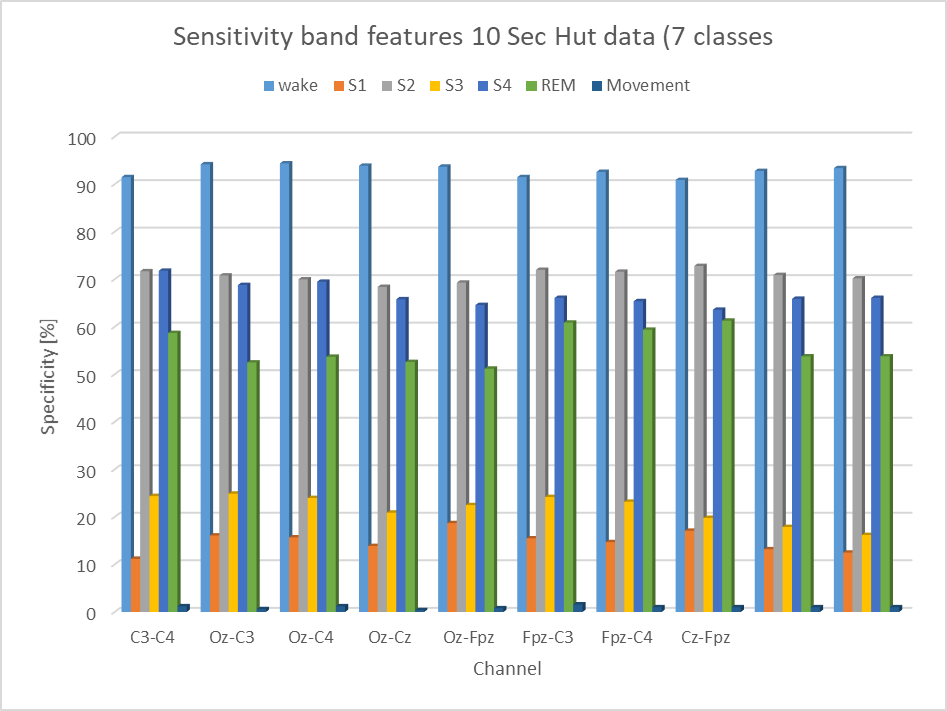 Sensitivity band features 10 Sec Hut data (7 classes
wake S1 S2 S3 S4 REM Movement
100
90
80
70
60
50
40
30
20
10
0
Specificity [%]
C3-C4 Oz-C3 Oz-C4 Oz-Cz Oz-Fpz Fpz-C3 Fpz-C4 Cz-Fpz
Channel